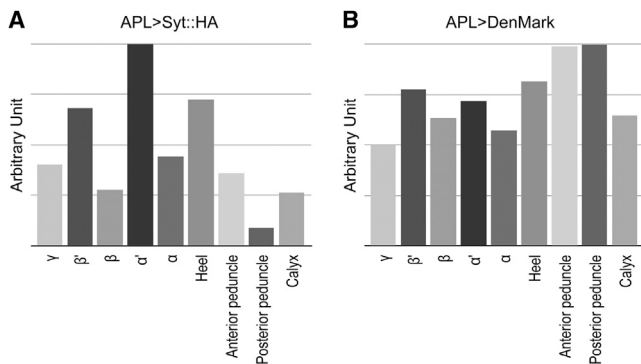 A
APL>Syt::HA
Arbitrary Unit
γ
β'
β
α'
α
Heel
Anterior peduncle
Posterior peduncle
Calyx
B
APL>DenMark
Arbitrary Unit
γ
β'
β
α'
α
Heel
Anterior peduncle
Posterior peduncle
Calyx